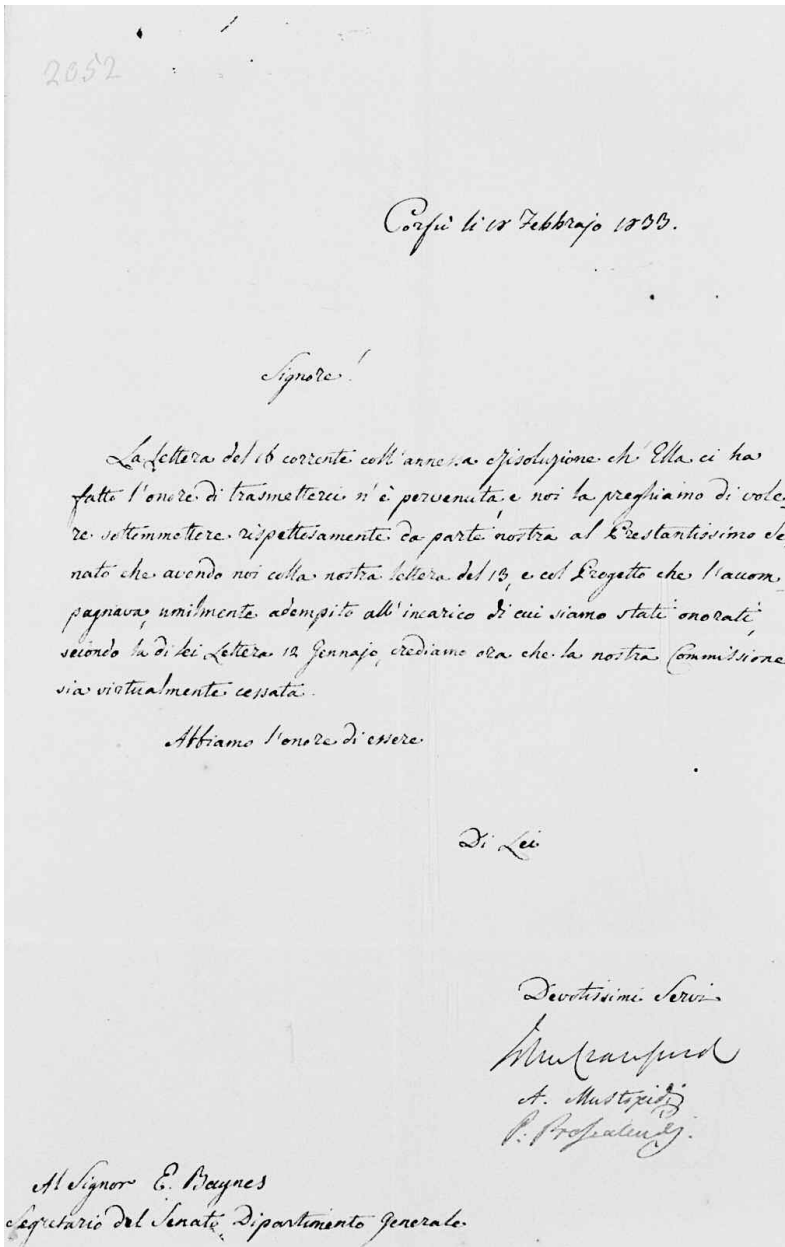 2052
Corfù li 18 Febbrajo 1833.
Signore!
La lettera del 16 corrente coll'annessa Risoluzione ch' Ella ci ha
fatto l'onore di trasmetterci n'è pervenuta, e noi la preghiamo di vole-
re sottommettere rispettosamente da parte nostra al Prestantissimo Se-
nato che avendo noi colla nostra lettera del 13, e col Progetto che l'accom-
pagnava, umilmente adempito all'incarico di cui siamo stati onorati,
secondo la di lei Lettera 12 Gennajo, crediamo ora che la nostra Commissione
sia virtualmente cessata.
Abbiamo l'onore di essere
Di Lei
Devotissimi Servi
John Craufurd
A. Mustoxidi
P. Prosalendi.
Al Signor E. Baynes
Segretario del Senato, Dipartimento Generale